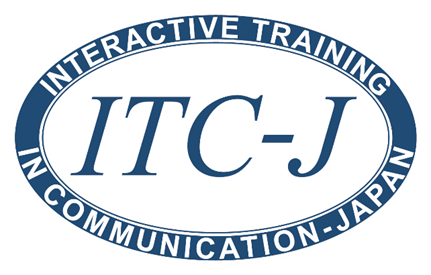 INTERACTIVE TRAINING
ITC-J
IN COMMUNICATION-JAPAN